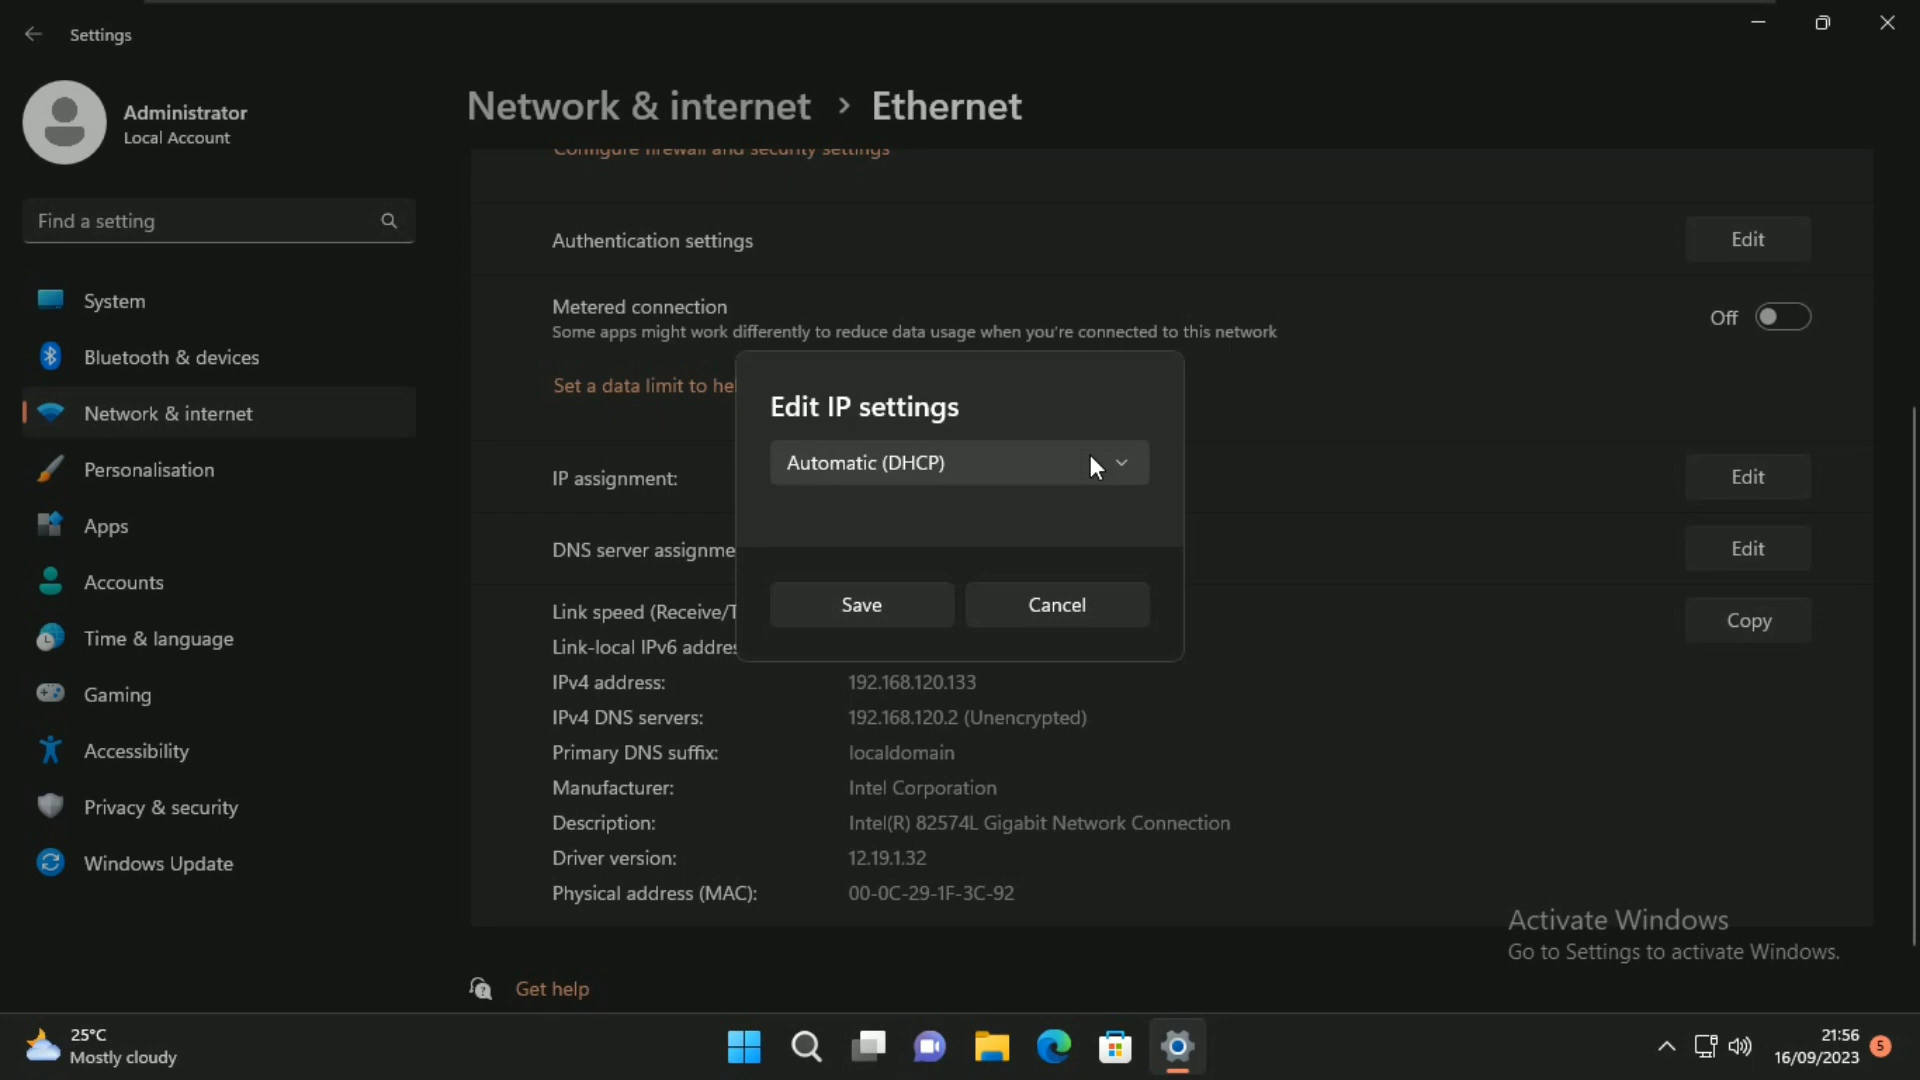 Settings
Administrator
Local Account
Find a setting
System
Bluetooth & devices
Network & internet
Personalisation
Apps
Accounts
Time & language
Gaming
Accessibility
Privacy & security
Windows Update
Network & internet > Ethernet
Configure firewall and security settings
Authentication settings
Edit
Metered connection
Some apps might work differently to reduce data usage when you're connected to this network
Off
Set a data limit to he
Edit IP settings
Automatic (DHCP)
Save
Cancel
IP assignment:
Edit
DNS server assignme
Edit
Link speed (Receive/T
Copy
Link-local IPv6 addres
IPv4 address: 192.168.120.133
IPv4 DNS servers: 192.168.120.2 (Unencrypted)
Primary DNS suffix: localdomain
Manufacturer: Intel Corporation
Description: Intel(R) 82574L Gigabit Network Connection
Driver version: 12.19.1.32
Physical address (MAC): 00-0C-29-1F-3C-92
Get help
Activate Windows
Go to Settings to activate Windows.
25°C
Mostly cloudy
21:56
16/09/2023
5